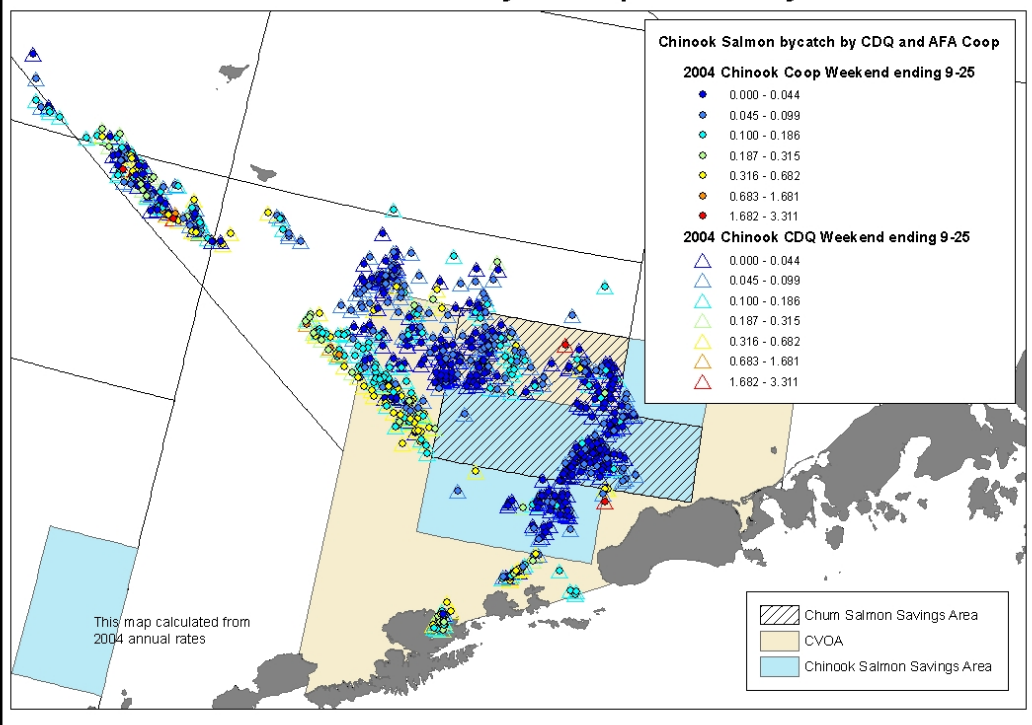 Chinook Salmon bycatch by CDQ and AFA Coop
2004 Chinook Coop Weekend ending 9-25
0.000 - 0.044
0.045 - 0.099
0.100 - 0.186
0.187 - 0.315
0.316 - 0.682
0.683 - 1.681
1.682 - 3.311
2004 Chinook CDQ Weekend ending 9-25
0.000 - 0.044
0.045 - 0.099
0.100 - 0.186
0.187 - 0.315
0.316 - 0.682
0.683 - 1.681
1.682 - 3.311
This map calculated from
2004 annual rates
Chum Salmon Savings Area
CVOA
Chinook Salmon Savings Area